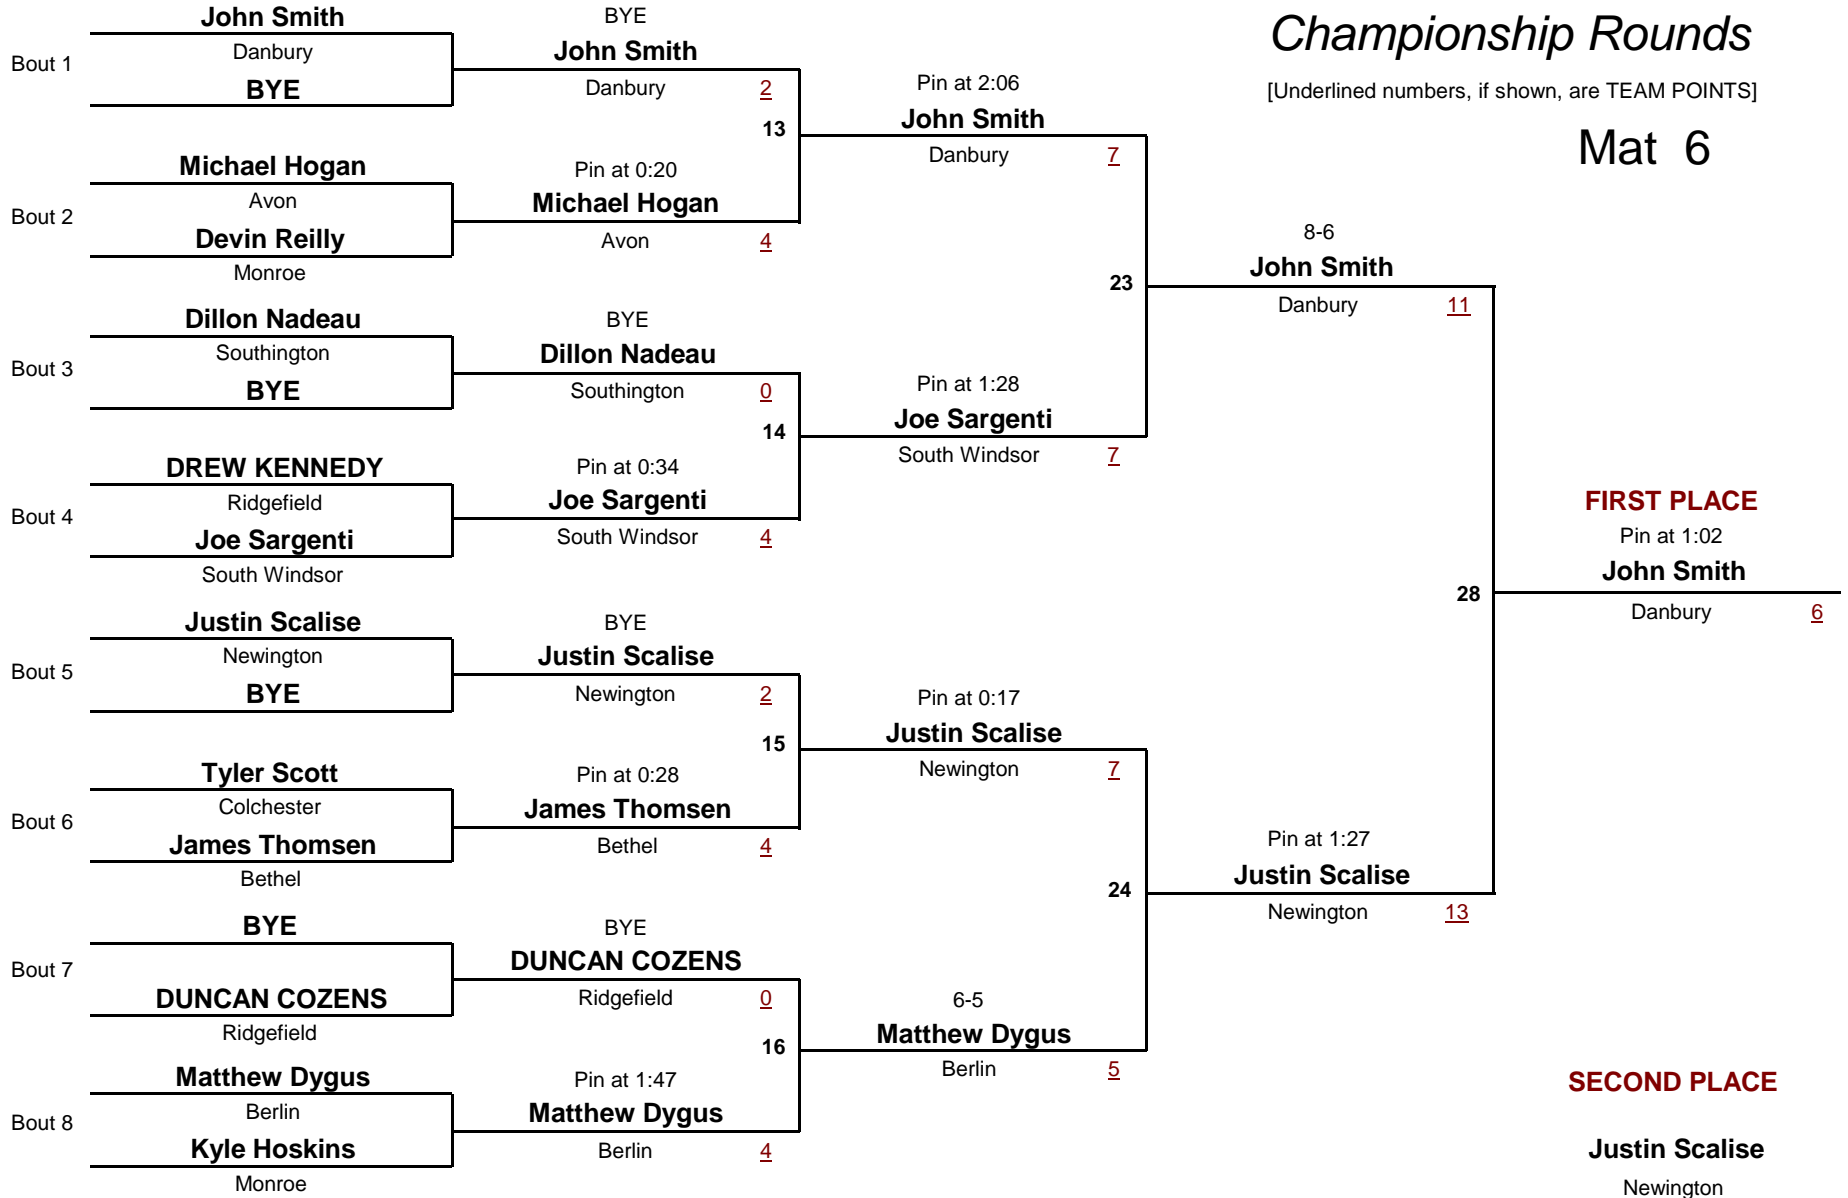 Championship Rounds
[Underlined numbers, if shown, are TEAM POINTS]
Mat 6
Bout 1
John Smith
Danbury
BYE
Bout 2
Michael Hogan
Avon
Devin Reilly
Monroe
Bout 3
Dillon Nadeau
Southington
BYE
Bout 4
DREW KENNEDY
Ridgefield
Joe Sargenti
South Windsor
Bout 5
Justin Scalise
Newington
BYE
Bout 6
Tyler Scott
Colchester
James Thomsen
Bethel
Bout 7
BYE
DUNCAN COZENS
Ridgefield
Bout 8
Matthew Dygus
Berlin
Kyle Hoskins
Monroe
BYE
John Smith
Danbury 2
13
Pin at 0:20
Michael Hogan
Avon 4
BYE
Dillon Nadeau
Southington 0
14
Pin at 0:34
Joe Sargenti
South Windsor 4
BYE
Justin Scalise
Newington 2
15
Pin at 0:28
James Thomsen
Bethel 4
BYE
DUNCAN COZENS
Ridgefield 0
16
Pin at 1:47
Matthew Dygus
Berlin 4
Pin at 2:06
John Smith
Danbury 7
23
Pin at 1:28
Joe Sargenti
South Windsor 7
Pin at 0:17
Justin Scalise
Newington 7
24
6-5
Matthew Dygus
Berlin 5
8-6
John Smith
Danbury 11
28
Pin at 1:27
Justin Scalise
Newington 13
FIRST PLACE
Pin at 1:02
John Smith
Danbury 6
SECOND PLACE
Justin Scalise
Newington